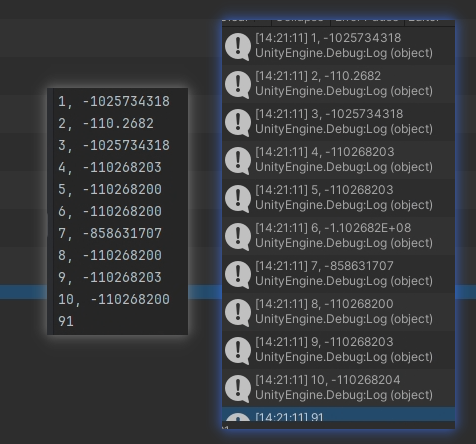 1, -1025734318
2, -110.2682
3, -1025734318
4, -110268203
5, -110268200
6, -110268200
7, -858631707
8, -110268200
9, -110268203
10, -110268200
91
[14:21:11] 1, -1025734318
UnityEngine.Debug:Log (object)
[14:21:11] 2, -110.2682
UnityEngine.Debug:Log (object)
[14:21:11] 3, -1025734318
UnityEngine.Debug:Log (object)
[14:21:11] 4, -110268203
UnityEngine.Debug:Log (object)
[14:21:11] 5, -110268203
UnityEngine.Debug:Log (object)
[14:21:11] 6, -1.102682E+08
UnityEngine.Debug:Log (object)
[14:21:11] 7, -858631707
UnityEngine.Debug:Log (object)
[14:21:11] 8, -110268200
UnityEngine.Debug:Log (object)
[14:21:11] 9, -110268203
UnityEngine.Debug:Log (object)
[14:21:11] 10, -110268204
UnityEngine.Debug:Log (object)
[14:21:11] 91